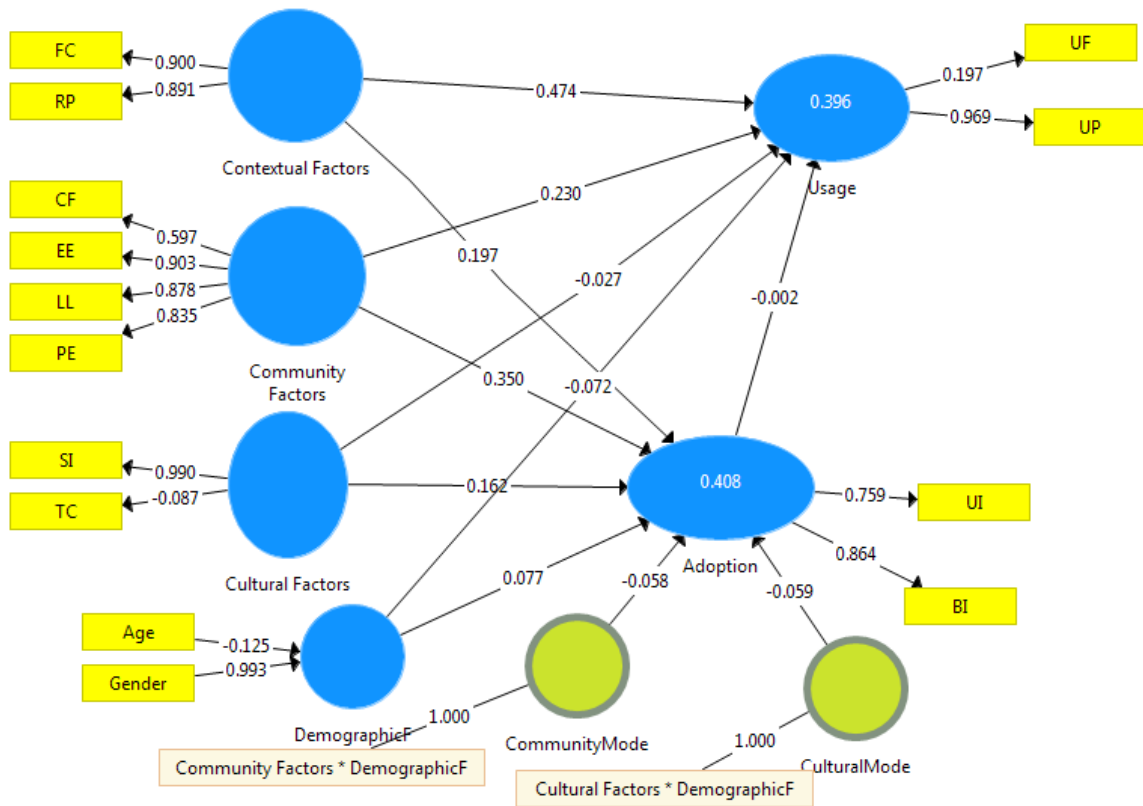 FC
0.900
RP
0.891
Contextual Factors
0.474
0.396
Usage
0.197
UF
0.969
UP
CF
0.597
EE
0.903
LL
0.878
PE
0.835
Community
Factors
0.230
0.197
-0.027
-0.002
0.350
-0.072
SI
0.990
TC
-0.087
Cultural Factors
0.162
0.408
Adoption
0.759
UI
0.864
BI
Age
-0.125
Gender
0.993
DemographicF
0.077
-0.058
-0.059
1.000
CommunityMode
Community Factors * DemographicF
1.000
CulturalMode
Cultural Factors * DemographicF